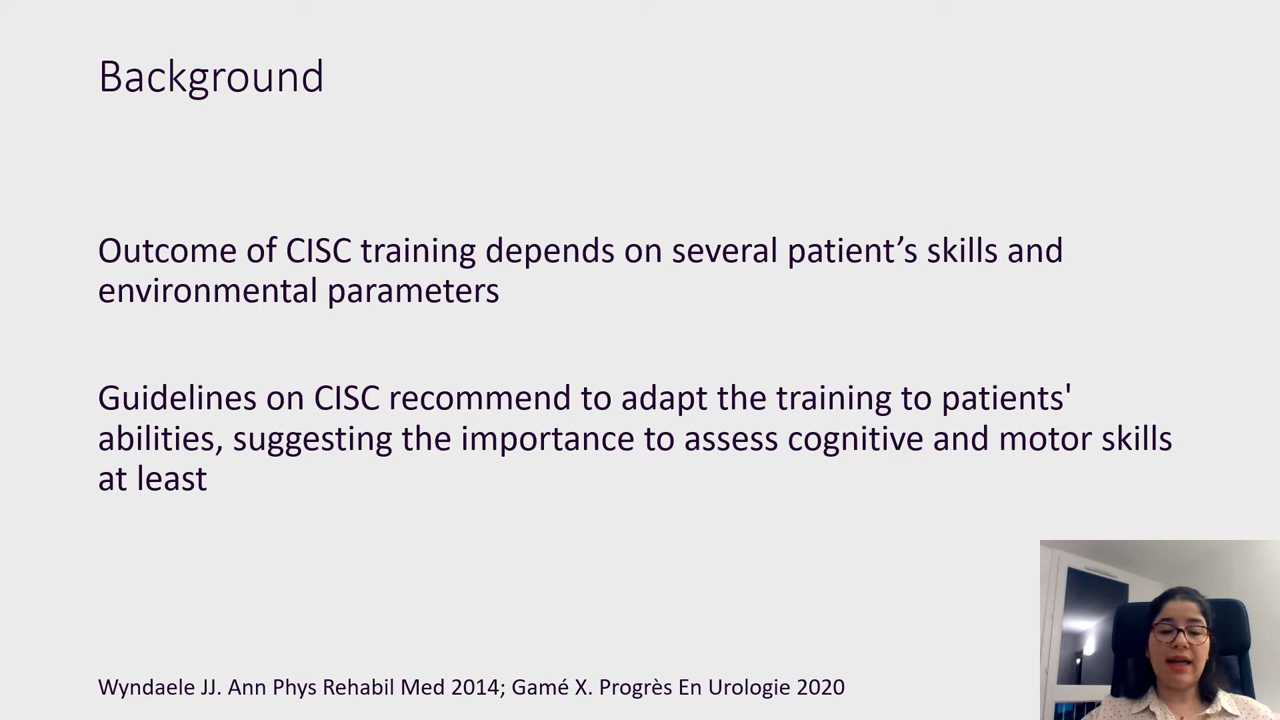 Background
Outcome of CISC training depends on several patient’s skills and
environmental parameters
Guidelines on CISC recommend to adapt the training to patients'
abilities, suggesting the importance to assess cognitive and motor skills
at least
Wyndaele JJ. Ann Phys Rehabil Med 2014; Gamé X. Progrès En Urologie 2020